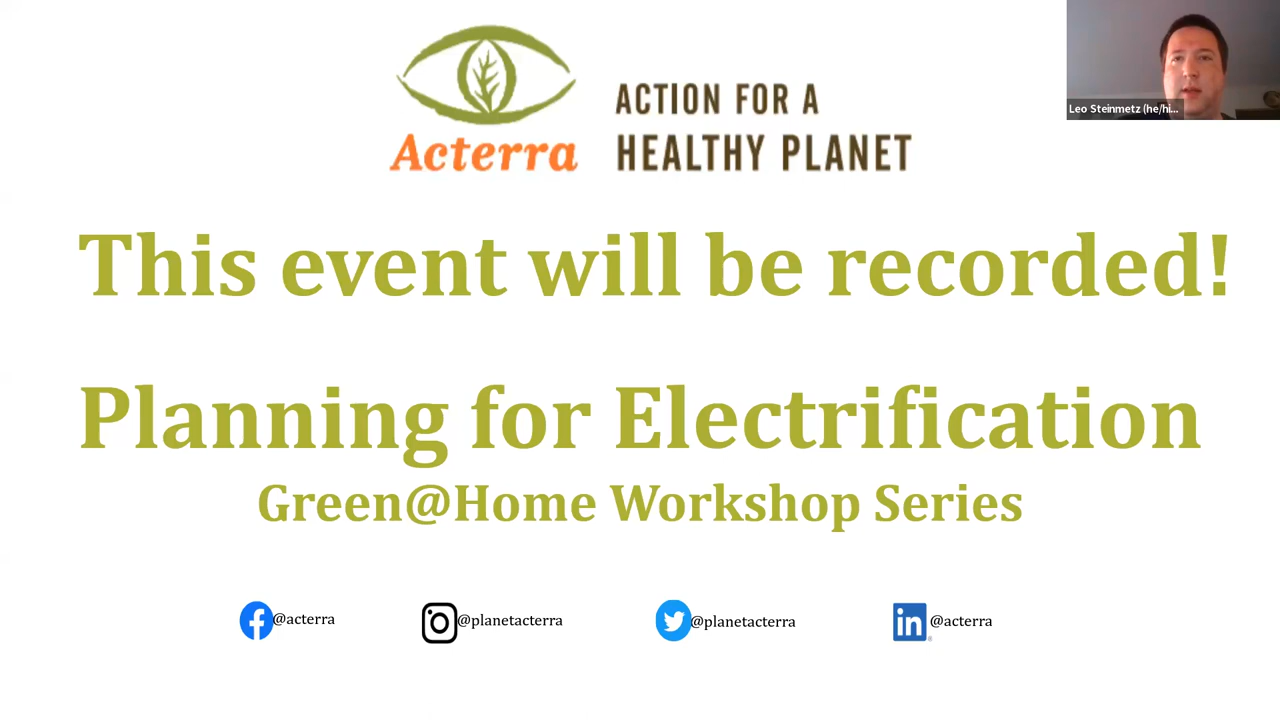 Acterra
ACTION FOR A
HEALTHY PLANET
Leo Steinmetz (he/hi...
This event will be recorded!
Planning for Electrification
Green@Home Workshop Series
@acterra
@planetacterra
@planetacterra
in
@acterra